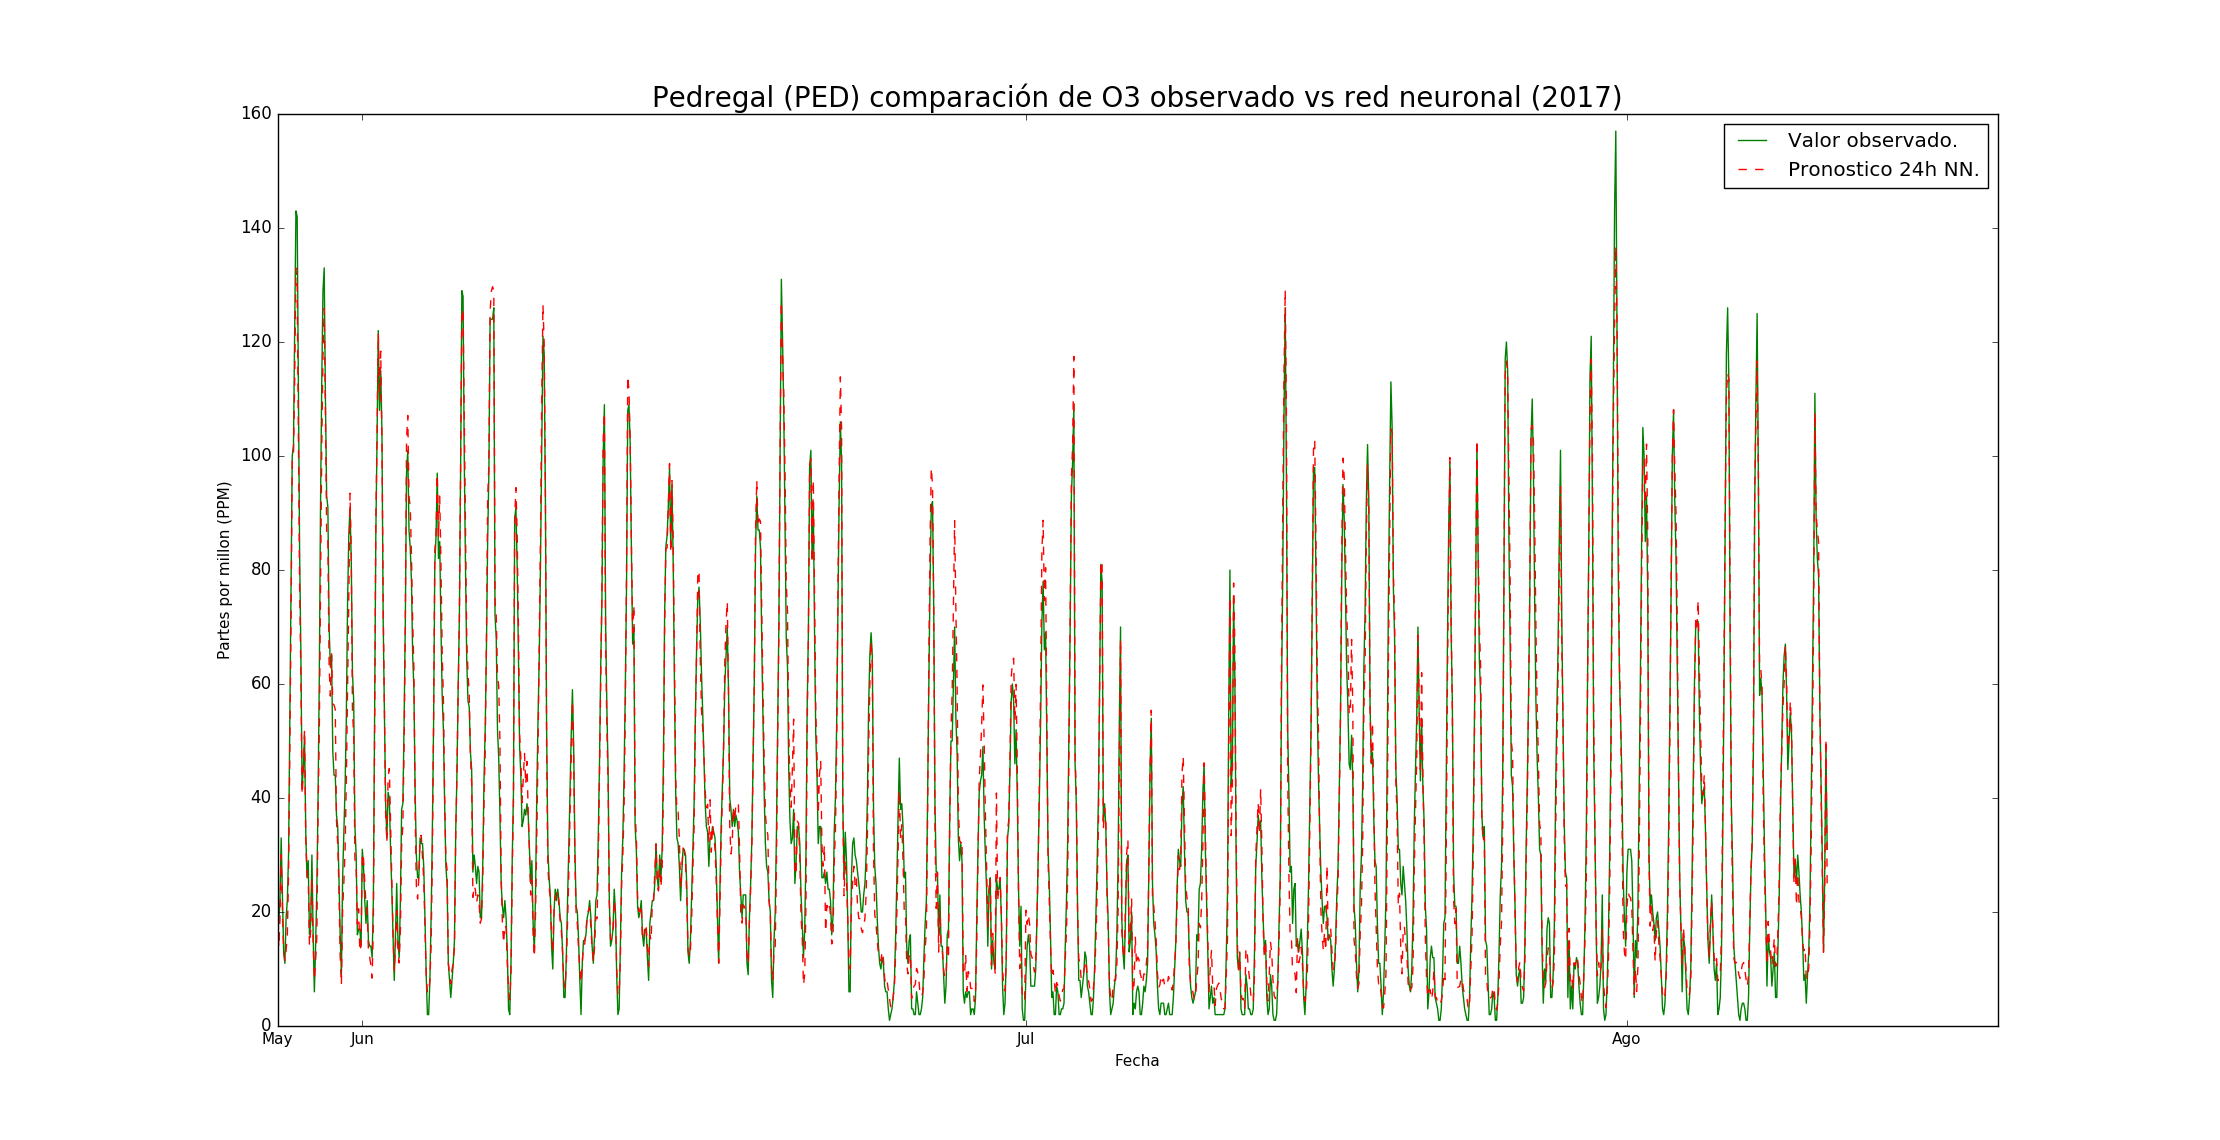 Pedregal (PED) comparación de O3 observado vs red neuronal (2017)
160
140
120
100
80
60
40
20
0
Partes por millon (PPM)
Valor observado.
Pronostico 24h NN.
May Jun Jul Ago
Fecha